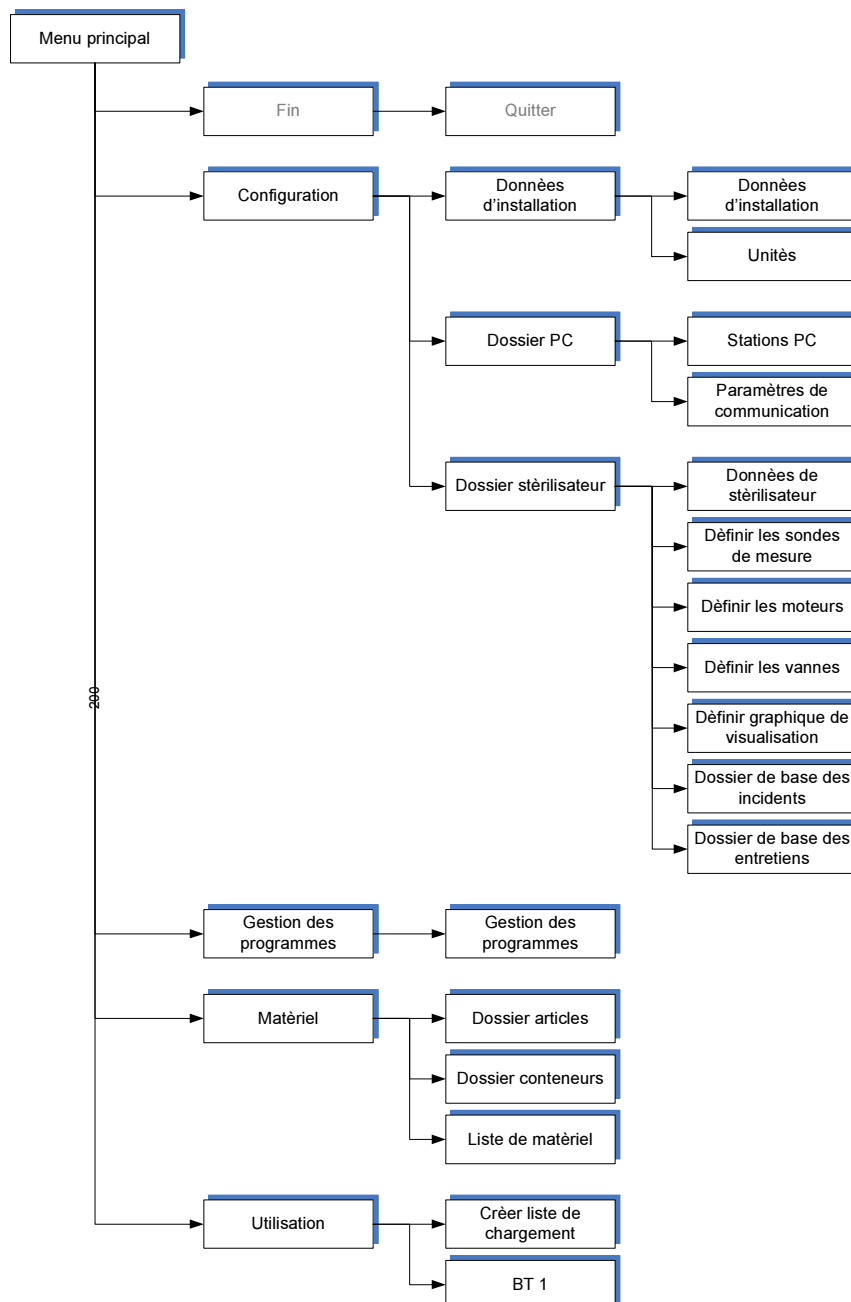 Menu principal
Fin
Quitter
Configuration
Donnèes
d’installation
Donnèes
d’installation
Unitès
Dossier PC
Stations PC
Paramètres de
communication
Dossier stèrilisateur
Donnèes de
stèrilisateur
Dèfinir les sondes
de mesure
Dèfinir les moteurs
Dèfinir les vannes
Dèfinir graphique de
visualisation
Dossier de base des
incidents
Dossier de base des
entretiens
200
Gestion des
programmes
Gestion des
programmes
Matèriel
Dossier articles
Dossier conteneurs
Liste de matèriel
Utilisation
Crèer liste de
chargement
BT 1